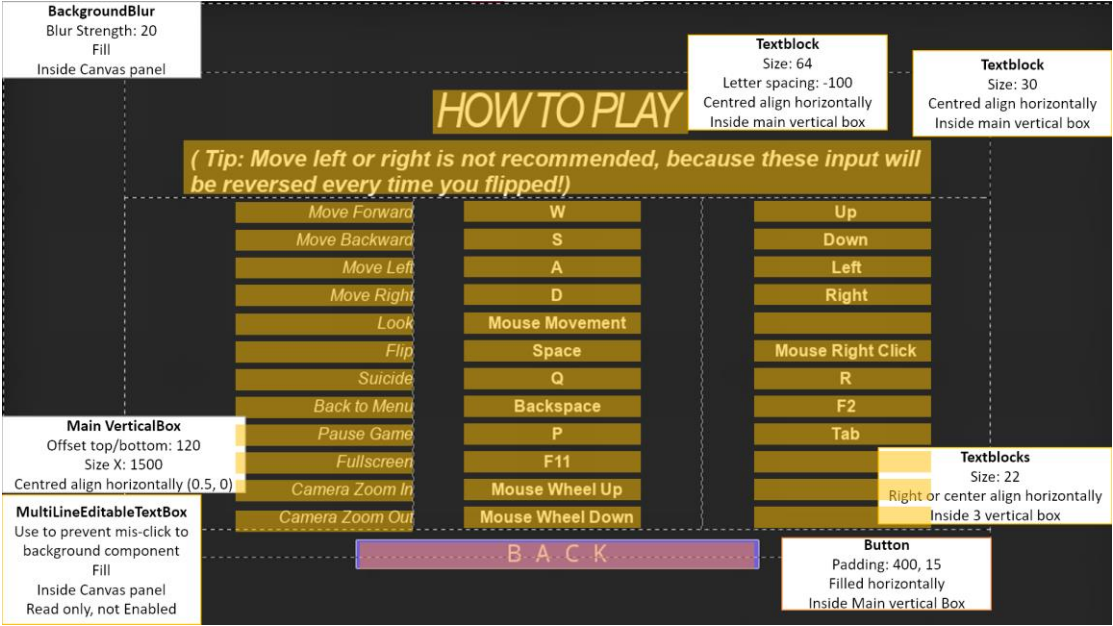 BackgroundBlur
Blur Strength: 20
Fill
Inside Canvas panel
Textblock
Size: 64
Letter spacing: -100
Centred align horizontally
Inside main vertical box
Textblock
Size: 30
Centred align horizontally
Inside main vertical box
HOW TO PLAY
( Tip: Move left or right is not recommended, because these input will
be reversed every time you flipped!)
Move Forward W Up
Move Backward S Down
Move Left A Left
Move Right D Right
Look Mouse Movement
Flip Space Mouse Right Click
Suicide Q R
Back to Menu Backspace F2
Pause Game P Tab
Fullscreen F11
Camera Zoom In Mouse Wheel Up
Camera Zoom Out Mouse Wheel Down
Main VerticalBox
Offset top/bottom: 120
Size X: 1500
Centred align horizontally (0.5, 0)
Textblocks
Size: 22
Right or center align horizontally
Inside 3 vertical box
MultiLineEditableTextBox
Use to prevent mis-click to
background component
Fill
Inside Canvas panel
Read only, not Enabled
BACK
Button
Padding: 400, 15
Filled horizontally
Inside Main vertical Box